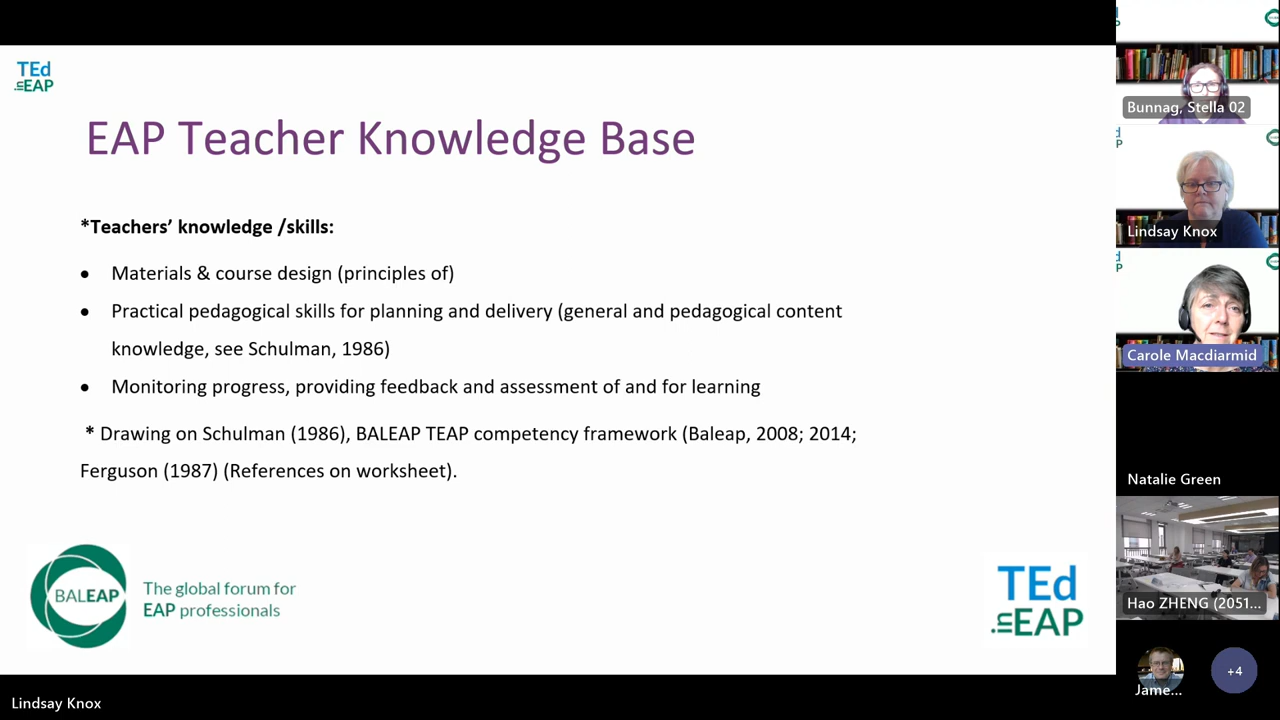 TEd
.inEAP
EAP Teacher Knowledge Base
*Teachers’ knowledge /skills:
● Materials & course design (principles of)
● Practical pedagogical skills for planning and delivery (general and pedagogical content
knowledge, see Schulman, 1986)
● Monitoring progress, providing feedback and assessment of and for learning
* Drawing on Schulman (1986), BALEAP TEAP competency framework (Baleap, 2008; 2014;
Ferguson (1987) (References on worksheet).
BALEAP
The global forum for
EAP professionals
TEd
.inEAP
Lindsay Knox
Bunnag, Stella 02
Lindsay Knox
Carole Macdiarmid
Natalie Green
Hao ZHENG (2051...
Jame...
+4